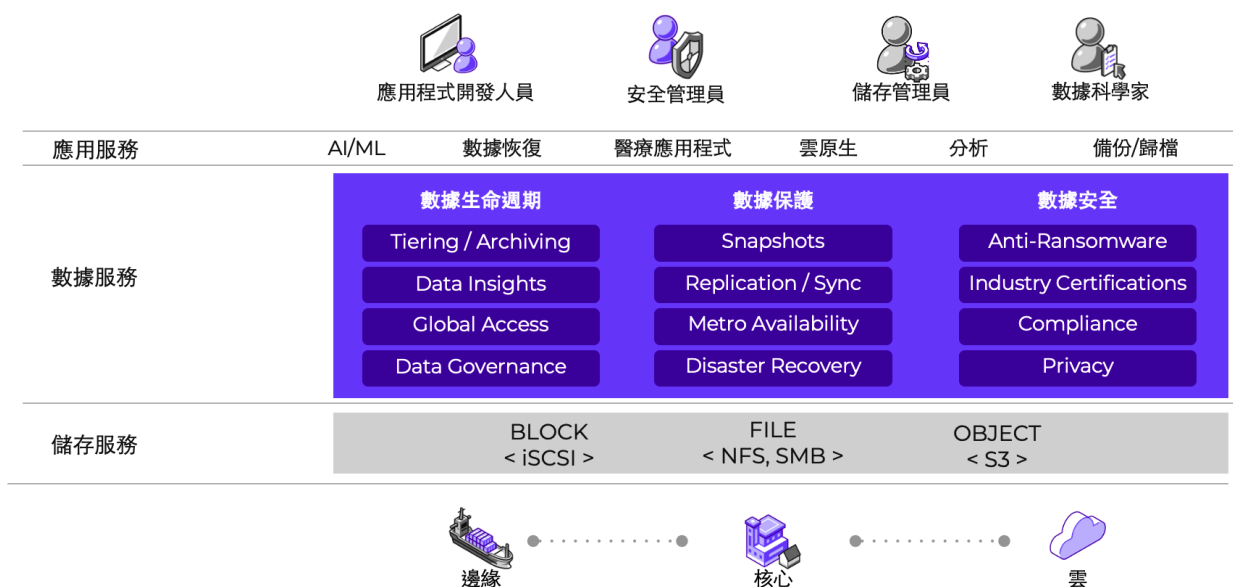 應用程式開發人員
安全管理員
儲存管理員
數據科學家
應用服務
AI/ML
數據恢復
醫療應用程式
雲原生
分析
備份/歸檔
數據服務
數據生命週期
Tiering / Archiving
Data Insights
Global Access
Data Governance
數據保護
Snapshots
Replication / Sync
Metro Availability
Disaster Recovery
數據安全
Anti-Ransomware
Industry Certifications
Compliance
Privacy
儲存服務
BLOCK
< iSCSI >
FILE
< NFS, SMB >
OBJECT
< S3 >
邊緣
核心
雲